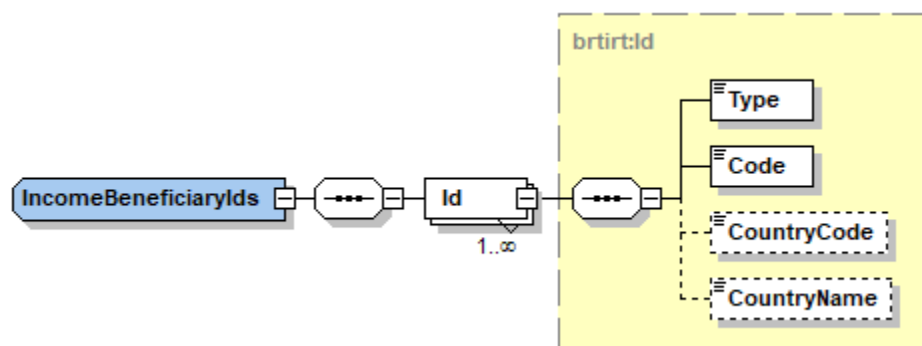 brtirt:Id
Type
Code
IncomeBeneficiaryIds
Id
1..∞
CountryCode
CountryName